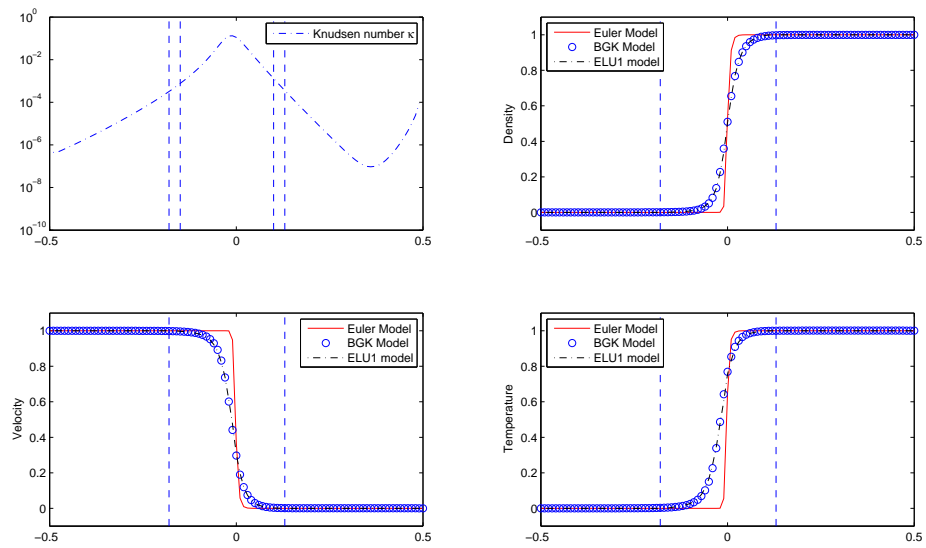 10^0
10^-2
10^-4
10^-6
10^-8
10^-10
−0.5
0
0.5
Knudsen number κ
Density
1
0.8
0.6
0.4
0.2
0
−0.5
0
0.5
Euler Model
BGK Model
ELU1 model
Velocity
1
0.8
0.6
0.4
0.2
0
−0.5
0
0.5
Euler Model
BGK Model
ELU1 model
Temperature
1
0.8
0.6
0.4
0.2
0
−0.5
0
0.5
Euler Model
BGK Model
ELU1 model